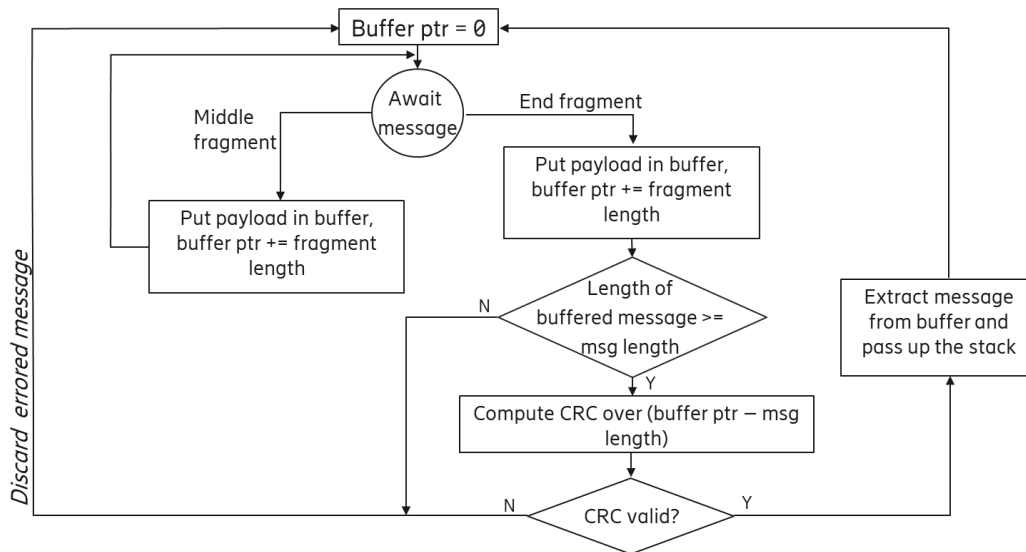 Buffer ptr = 0
Await
message
Middle
fragment
End fragment
Put payload in buffer,
buffer ptr += fragment
length
Put payload in buffer,
buffer ptr += fragment
length
Length of
buffered message >=
msg length
N
Y
Compute CRC over (buffer ptr – msg
length)
CRC valid?
N
Y
Extract message
from buffer and
pass up the stack
Discard errored message